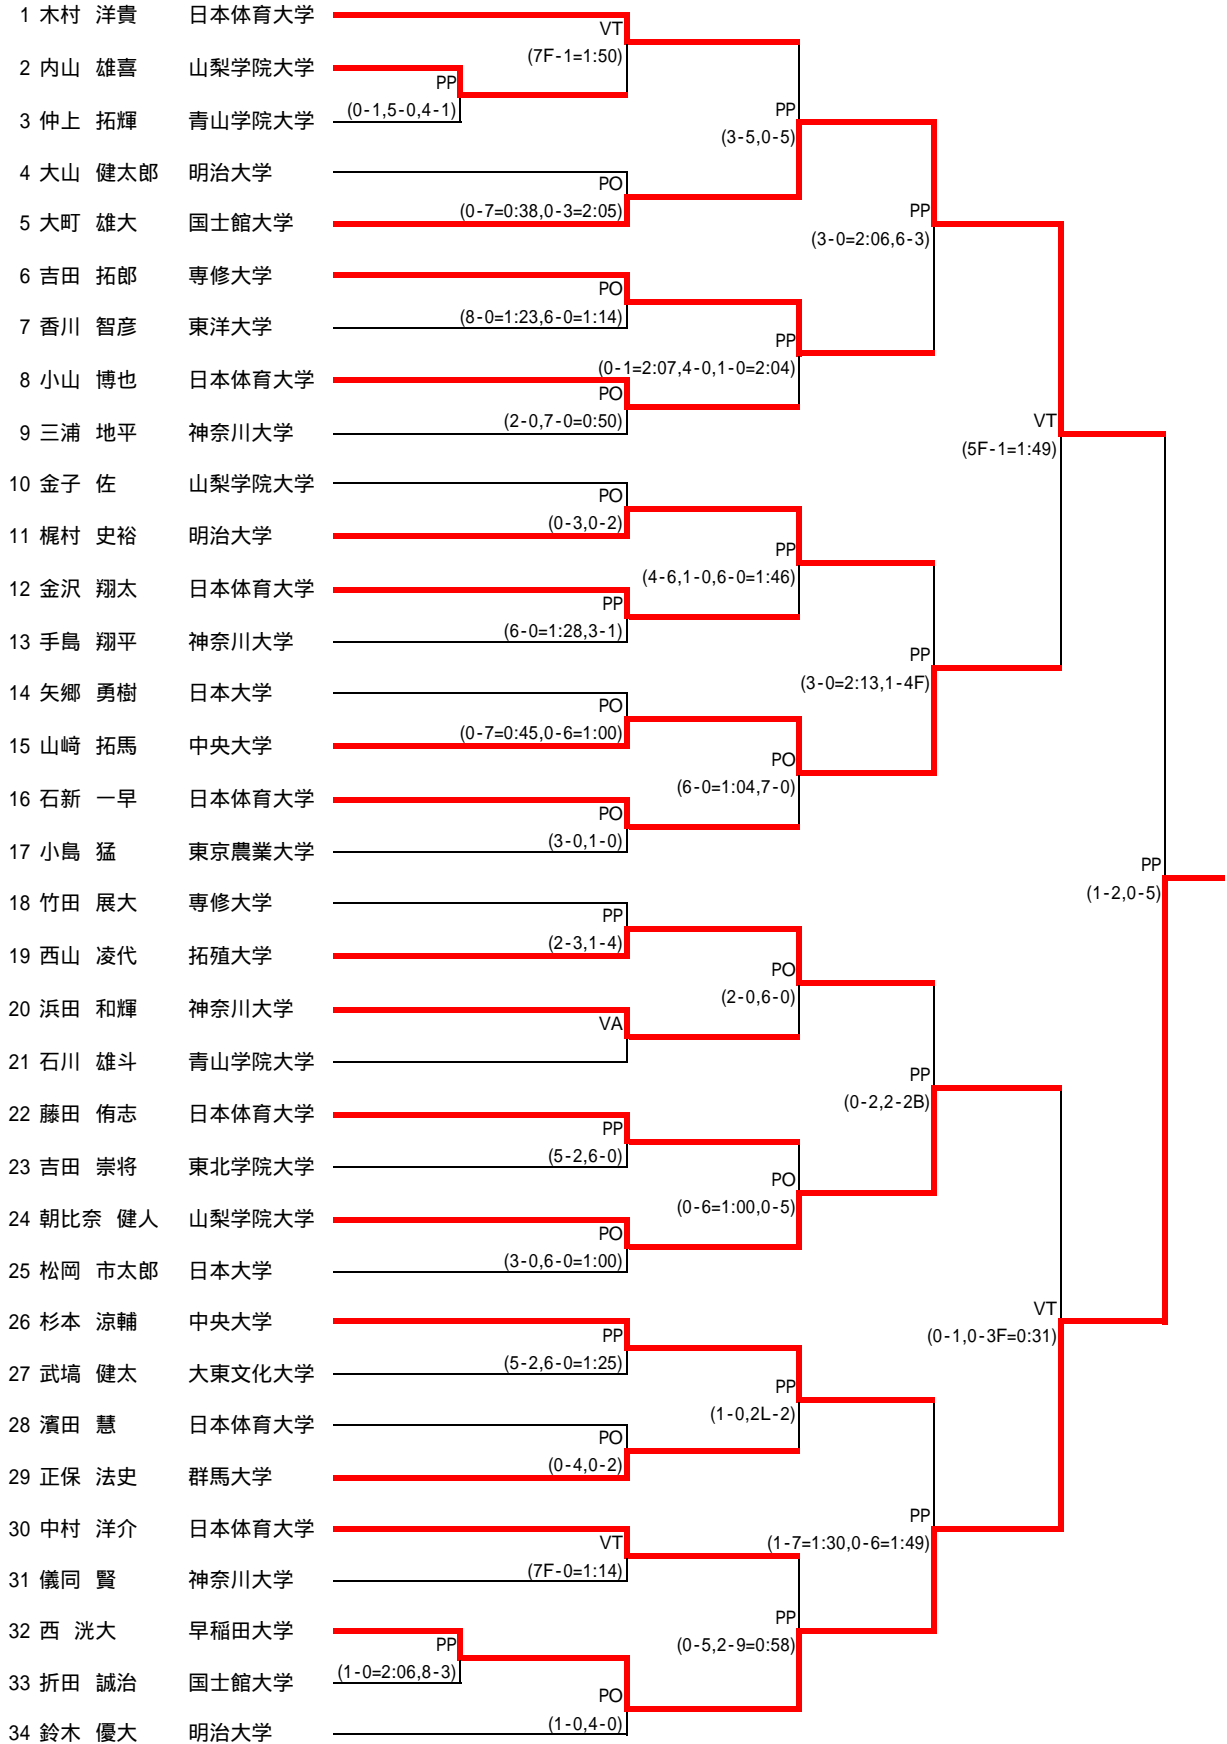 1 木村 洋貴 日本体育大学
VT
(7F-1=1:50)
2 内山 雄喜 山梨学院大学
PP
(0-1,5-0,4-1)
3 仲上 拓輝 青山学院大学
PP
(3-5,0-5)
4 大山 健太郎 明治大学
PO
(0-7=0:38,0-3=2:05)
5 大町 雄大 国士館大学
PP
(3-0=2:06,6-3)
6 吉田 拓郎 専修大学
PO
(8-0=1:23,6-0=1:14)
7 香川 智彦 東洋大学
PP
(0-1=2:07,4-0,1-0=2:04)
8 小山 博也 日本体育大学
PO
(2-0,7-0=0:50)
9 三浦 地平 神奈川大学
VT
(5F-1=1:49)
10 金子 佐 山梨学院大学
PO
(0-3,0-2)
11 梶村 史裕 明治大学
PP
(4-6,1-0,6-0=1:46)
12 金沢 翔太 日本体育大学
PP
(6-0=1:28,3-1)
13 手島 翔平 神奈川大学
PP
(3-0=2:13,1-4F)
14 矢郷 勇樹 日本大学
PO
(0-7=0:45,0-6=1:00)
15 山﨑 拓馬 中央大学
PO
(6-0=1:04,7-0)
16 石新 一早 日本体育大学
PO
(3-0,1-0)
17 小島 猛 東京農業大学
PP
(1-2,0-5)
18 竹田 展大 専修大学
PP
(2-3,1-4)
19 西山 凌代 拓殖大学
PO
(2-0,6-0)
20 浜田 和輝 神奈川大学
VA
21 石川 雄斗 青山学院大学
PP
(0-2,2-2B)
22 藤田 侑志 日本体育大学
PP
(5-2,6-0)
23 吉田 崇将 東北学院大学
PO
(0-6=1:00,0-5)
24 朝比奈 健人 山梨学院大学
PO
(3-0,6-0=1:00)
25 松岡 市太郎 日本大学
VT
(0-1,0-3F=0:31)
26 杉本 涼輔 中央大学
PP
(5-2,6-0=1:25)
27 武塙 健太 大東文化大学
PP
(1-0,2L-2)
28 濱田 慧 日本体育大学
PO
(0-4,0-2)
29 正保 法史 群馬大学
PP
(1-7=1:30,0-6=1:49)
30 中村 洋介 日本体育大学
VT
(7F-0=1:14)
31 儀同 賢 神奈川大学
PP
(0-5,2-9=0:58)
32 西 洸大 早稲田大学
PP
(1-0=2:06,8-3)
33 折田 誠治 国士館大学
PO
(1-0,4-0)
34 鈴木 優大 明治大学